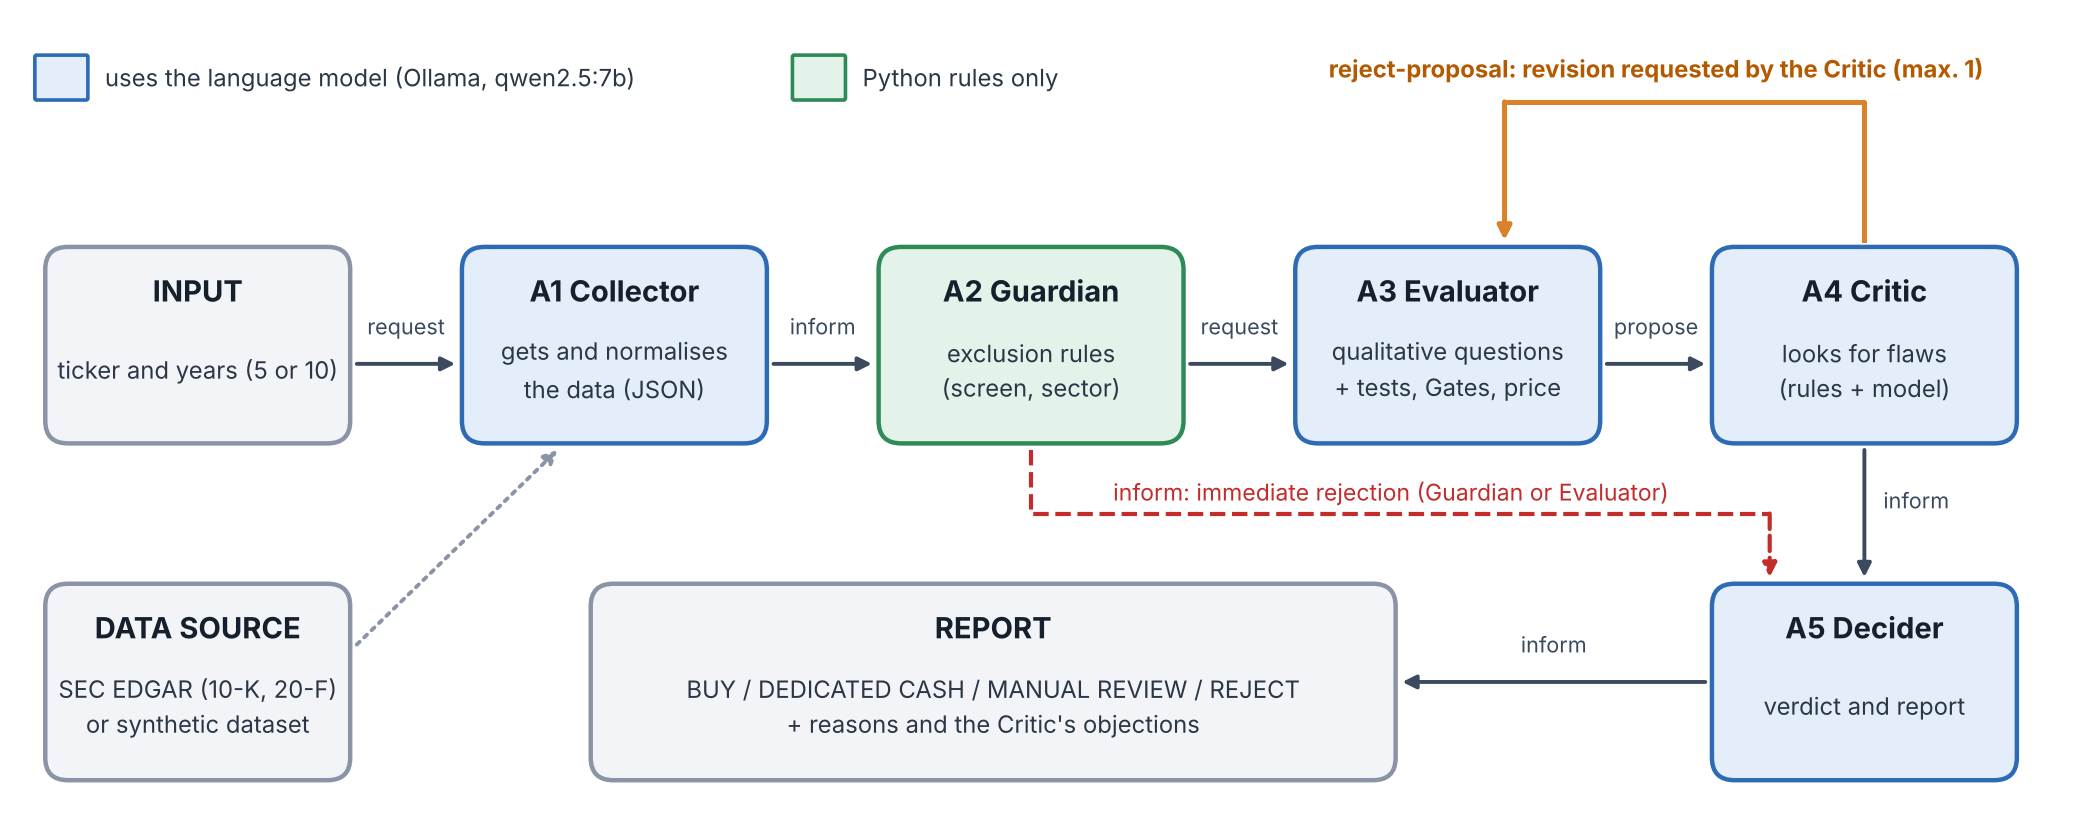 uses the language model (Ollama, qwen2.5:7b)
Python rules only
reject-proposal: revision requested by the Critic (max. 1)
INPUT
ticker and years (5 or 10)
request
A1 Collector
gets and normalises
the data (JSON)
inform
A2 Guardian
exclusion rules
(screen, sector)
request
A3 Evaluator
qualitative questions
+ tests, Gates, price
propose
A4 Critic
looks for flaws
(rules + model)
inform: immediate rejection (Guardian or Evaluator)
inform
DATA SOURCE
SEC EDGAR (10-K, 20-F)
or synthetic dataset
REPORT
BUY / DEDICATED CASH / MANUAL REVIEW / REJECT
+ reasons and the Critic's objections
inform
A5 Decider
verdict and report